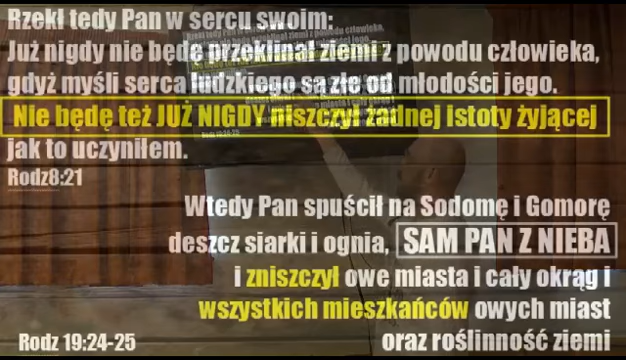 Rzekł tedy Pan w sercu swoim:
Już nigdy nie będę przeklinał ziemi z powodu człowieka,
gdyż myśli serca ludzkiego są złe od młodości jego.
Nie będę też JUŻ NIGDY niszczył żadnej istoty żyjącej
jak to uczyniłem.
Rodz8:21
Wtedy Pan spuścił na Sodomę i Gomorę
deszcz siarki i ognia, SAM PAN Z NIEBA
i zniszczył owe miasta i cały okrąg i
wszystkich mieszkańców owych miast
oraz roślinność ziemi
Rodz 19:24-25